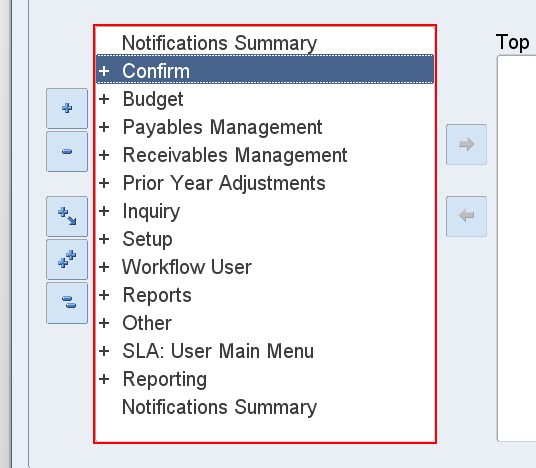 Notifications Summary
+ Confirm
+ Budget
+ Payables Management
+ Receivables Management
+ Prior Year Adjustments
+ Inquiry
+ Setup
+ Workflow User
+ Reports
+ Other
+ SLA: User Main Menu
+ Reporting
Notifications Summary
Top